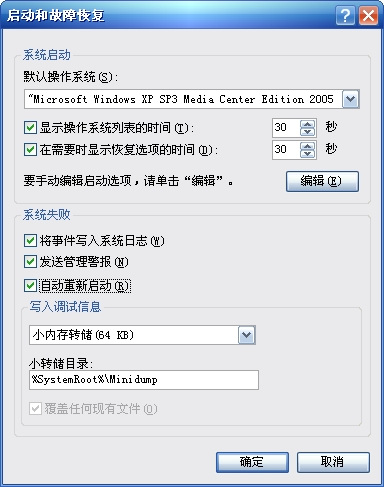 启动和故障恢复
系统启动
默认操作系统(S):
"Microsoft Windows XP SP3 Media Center Edition 2005
显示操作系统列表的时间(T): 30 秒
在需要时显示恢复选项的时间(D): 30 秒
要手动编辑启动选项,请单击“编辑”。 编辑(E)
系统失败
将事件写入系统日志(W)
发送管理警报(N)
自动重新启动(R)
写入调试信息
小内存转储(64 KB)
小转储目录:
%SystemRoot%\Minidump
覆盖任何现有文件(O)
确定 取消